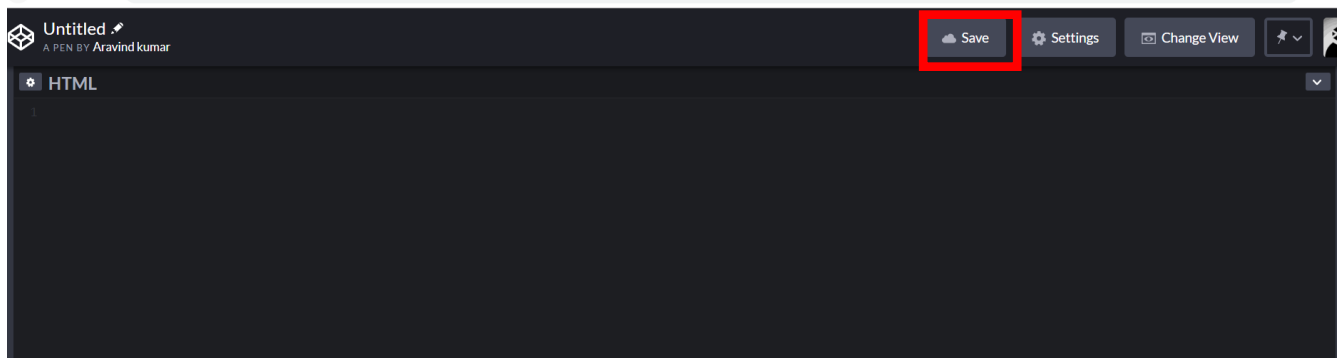 Untitled
A PEN BY Aravind kumar
Save
Settings
Change View
HTML
1